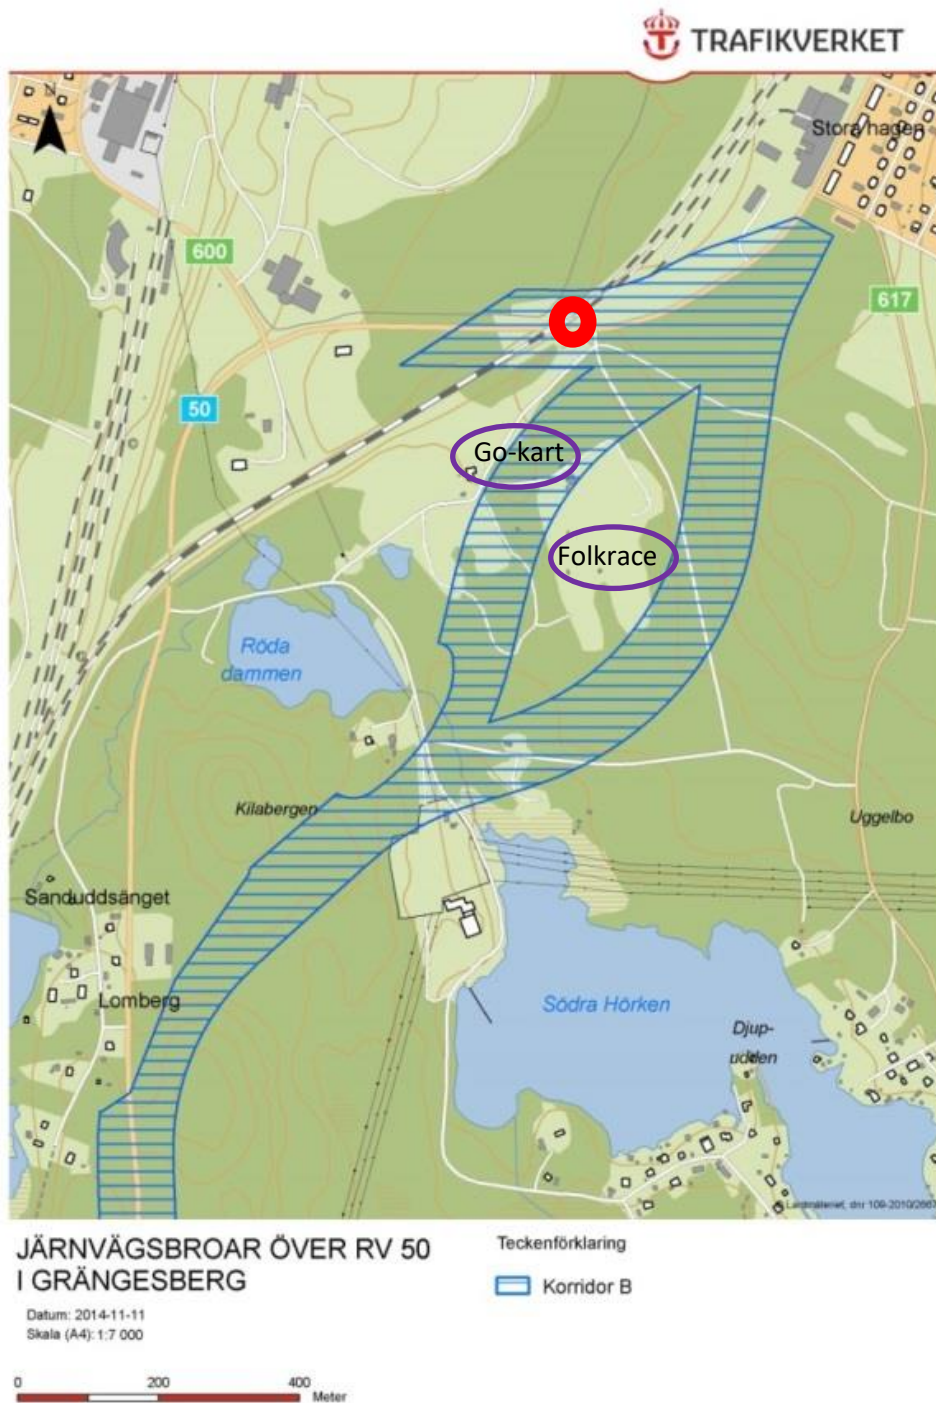 TRAFIKVERKET
Stora hagen
600
617
50
Go-kart
Folkrace
Röda
dammen
Kilabergen
Uggelbo
Sanduddsänget
Lomberg
Södra Hörken
Djup-
udden
JÄRNVÄGSBROAR ÖVER RV 50
I GRÄNGESBERG
Datum: 2014-11-11
Skala (A4): 1:7 000
0 200 400
Meter
Teckenförklaring
Korridor B